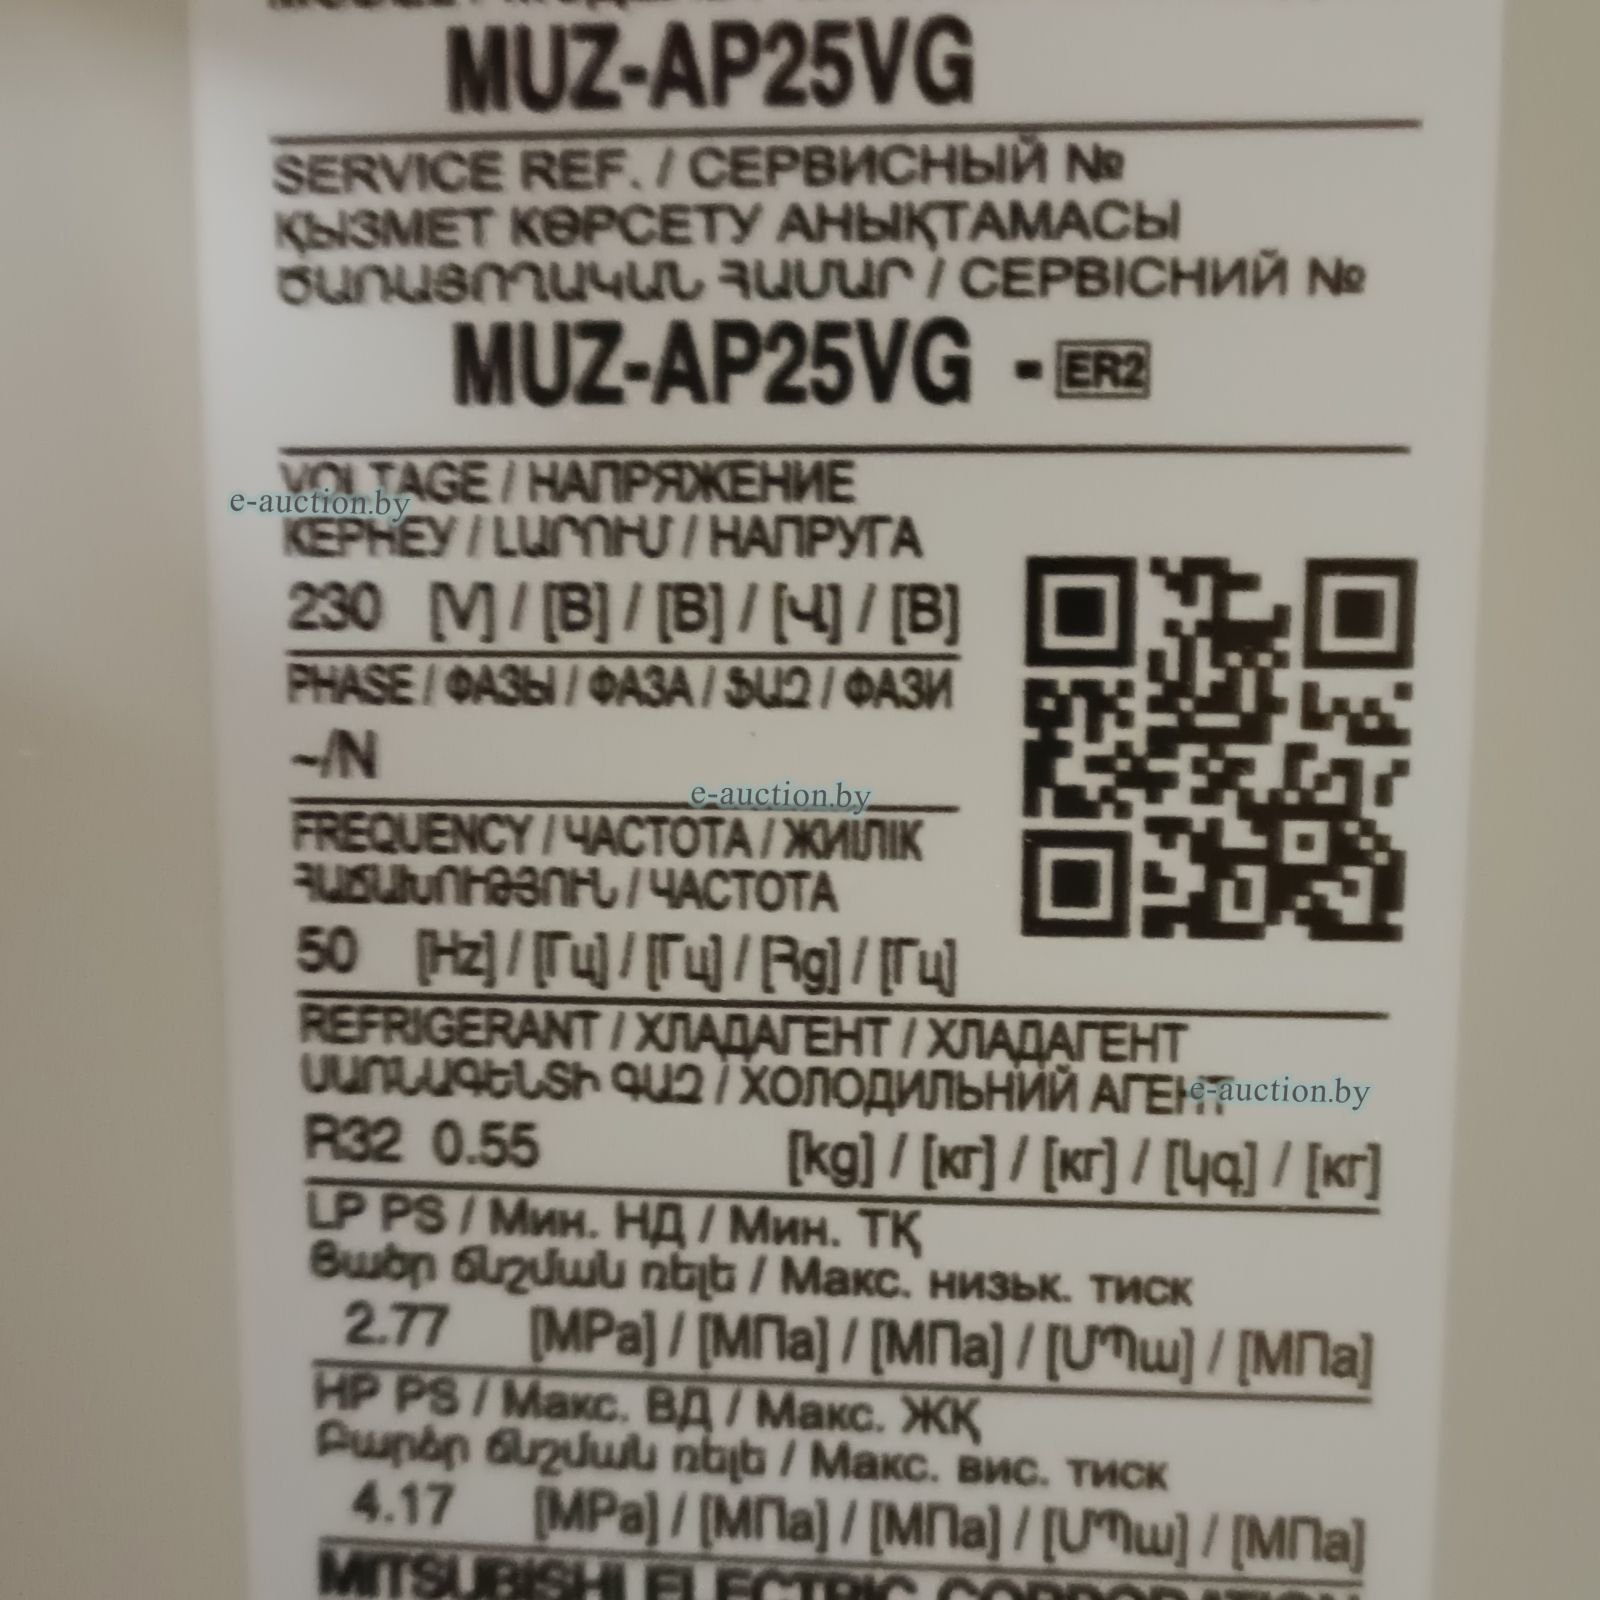 MUZ-AP25VG
SERVICE REF. / СЕРВИСНЫЙ №
ҚЫЗМЕТ КӨРСЕТУ АНЫҚТАМАСЫ
ԾԱՌԱՅՈՂԱԿԱՆ ՀԱՄԱՐ / СЕРВІСНИЙ №
MUZ-AP25VG - ER2
VOLTAGE / НАПРЯЖЕНИЕ
e-auction.by
КЕРНЕУ / ԼԱՐՈՒՄ / НАПРУГА
230 [V] / [В] / [В] / [Վ] / [В]
PHASE / ФАЗЫ / ФАЗА / ՖԱԶ / ФАЗИ
~/N
e-auction.by
FREQUENCY / ЧАСТОТА / ЖИІЛІК
ՀԱՃԱԽՈՒԹՅՈՒՆ / ЧАСТОТА
50 [Hz] / [Гц] / [Гц] / [Հց] / [Гц]
REFRIGERANT / ХЛАДАГЕНТ / ХЛАДАГЕНТ
ՍԱՌՆԱԳԵՆՏԻ ԳԱԶ / ХОЛОДИЛЬНИЙ АГЕНТ
e-auction.by
R32 0.55 [kg] / [кг] / [кг] / [կգ] / [кг]
LP PS / Мин. НД / Мин. ТҚ
Ցածր ճնշման ռելե / Макс. низьк. тиск
2.77 [MPa] / [МПа] / [МПа] / [ՄՊա] / [МПа]
HP PS / Макс. ВД / Макс. ЖҚ
Բարձր ճնշման ռելե / Макс. вис. тиск
4.17 [MPa] / [МПа] / [МПа] / [ՄՊա] / [МПа]
MITSUBISHI ELECTRIC CORPORATION